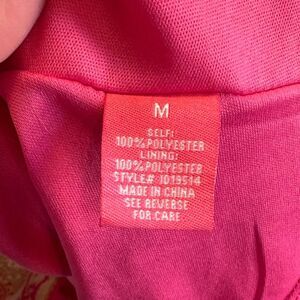 M
SELF:
100% POLYESTER
LINING:
100% POLYESTER
STYLE# 1019514
MADE IN CHINA
SEE REVERSE
FOR CARE